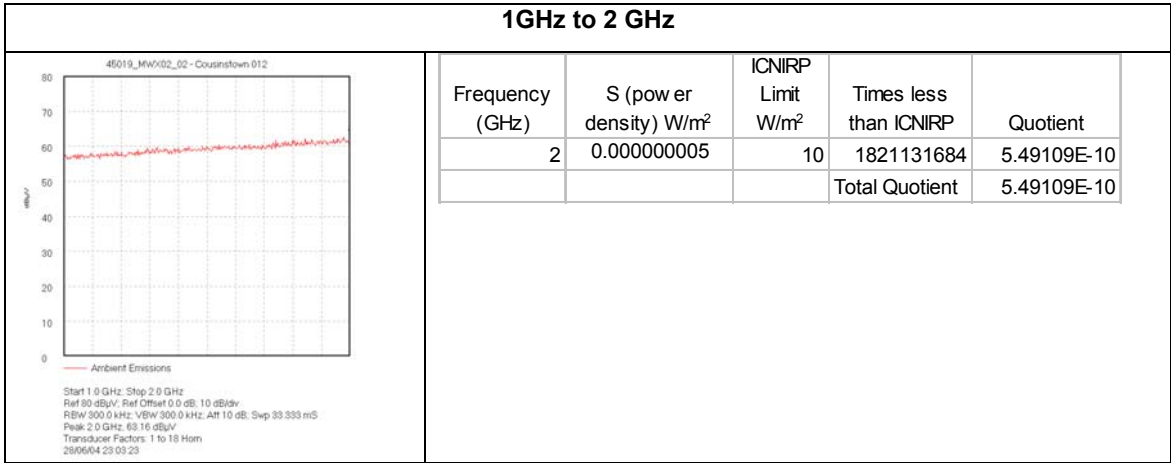 1GHz to 2 GHz
45019_MWX02_02 - Cousinstown 012
80
70
60
50
40
30
20
10
0
dBµV
Ambient Emissions
Start 1.0 GHz; Stop 2.0 GHz
Ref 80 dBµV; Ref Offset 0.0 dB; 10 dB/div
RBW 300.0 kHz; VBW 300.0 kHz; Att 10 dB; Swp 33.333 mS
Peak 2.0 GHz, 63.16 dBµV
Transducer Factors: 1 to 18 Horn
28/06/04 23:03:23
Frequency (GHz) S (pow er density) W/m² ICNIRP Limit W/m² Times less than ICNIRP Quotient
2 0.000000005 10 1821131684 5.49109E-10
Total Quotient 5.49109E-10